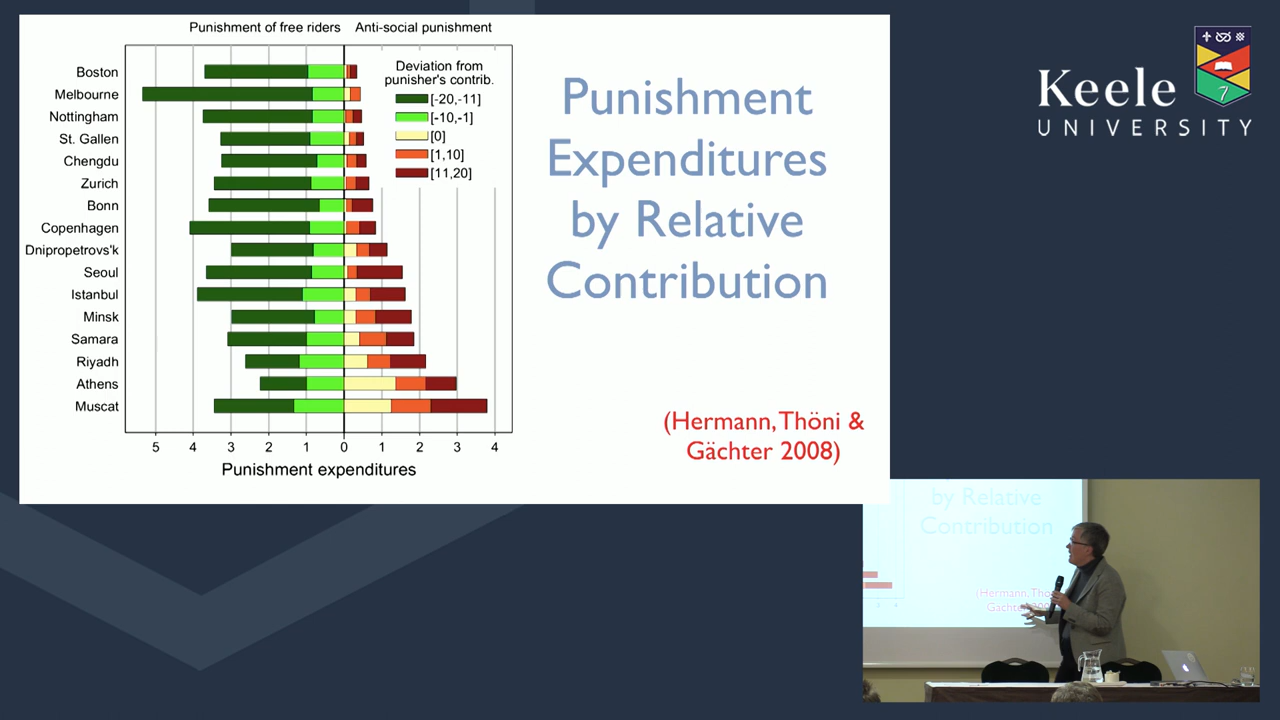 Punishment of free riders Anti-social punishment
Deviation from
punisher's contrib.
[-20,-11]
[-10,-1]
[0]
[1,10]
[11,20]
Boston
Melbourne
Nottingham
St. Gallen
Chengdu
Zurich
Bonn
Copenhagen
Dnipropetrovs'k
Seoul
Istanbul
Minsk
Samara
Riyadh
Athens
Muscat
5 4 3 2 1 0 1 2 3 4
Punishment expenditures
Punishment
Expenditures
by Relative
Contribution
(Hermann, Thöni &
Gächter 2008)
Keele
UNIVERSITY
by Relative
Contribution
(Hermann, Tho
Gächte